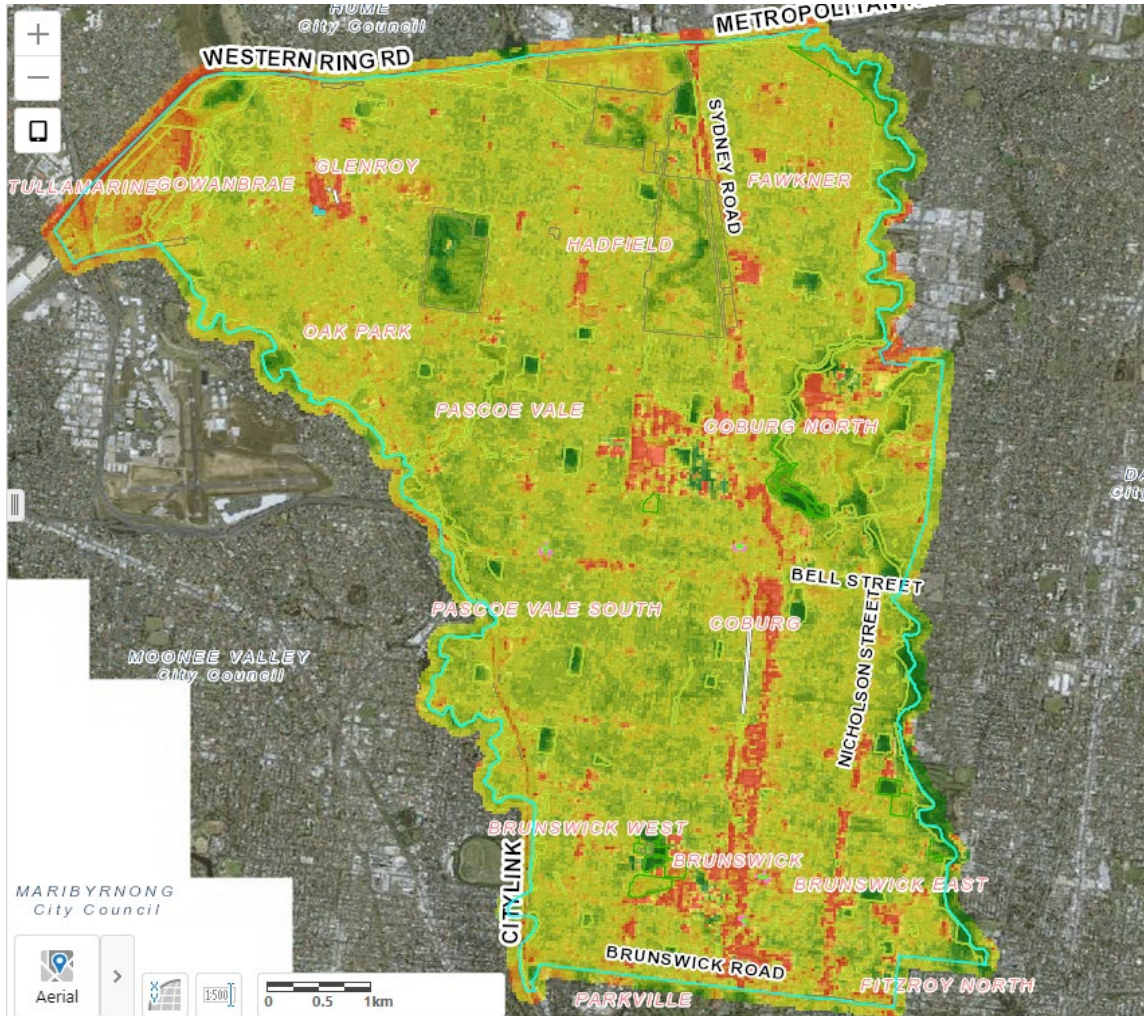 HUME
City Council
METROPOLITAN
WESTERN RING RD
SYDNEY ROAD
GLENROY
TULLAMARINE
GOWANBRAE
FAWKNER
HADFIELD
OAK PARK
PASCOE VALE
COBURG NORTH
DA
City
BELL STREET
PASCOE VALE SOUTH
COBURG
NICHOLSON STREET
MOONEE VALLEY
City Council
BRUNSWICK WEST
BRUNSWICK
BRUNSWICK EAST
CITYLINK
MARIBYRNONG
City Council
BRUNSWICK ROAD
FITZROY NORTH
PARKVILLE
Aerial
X Y
1:500
0 0.5 1km